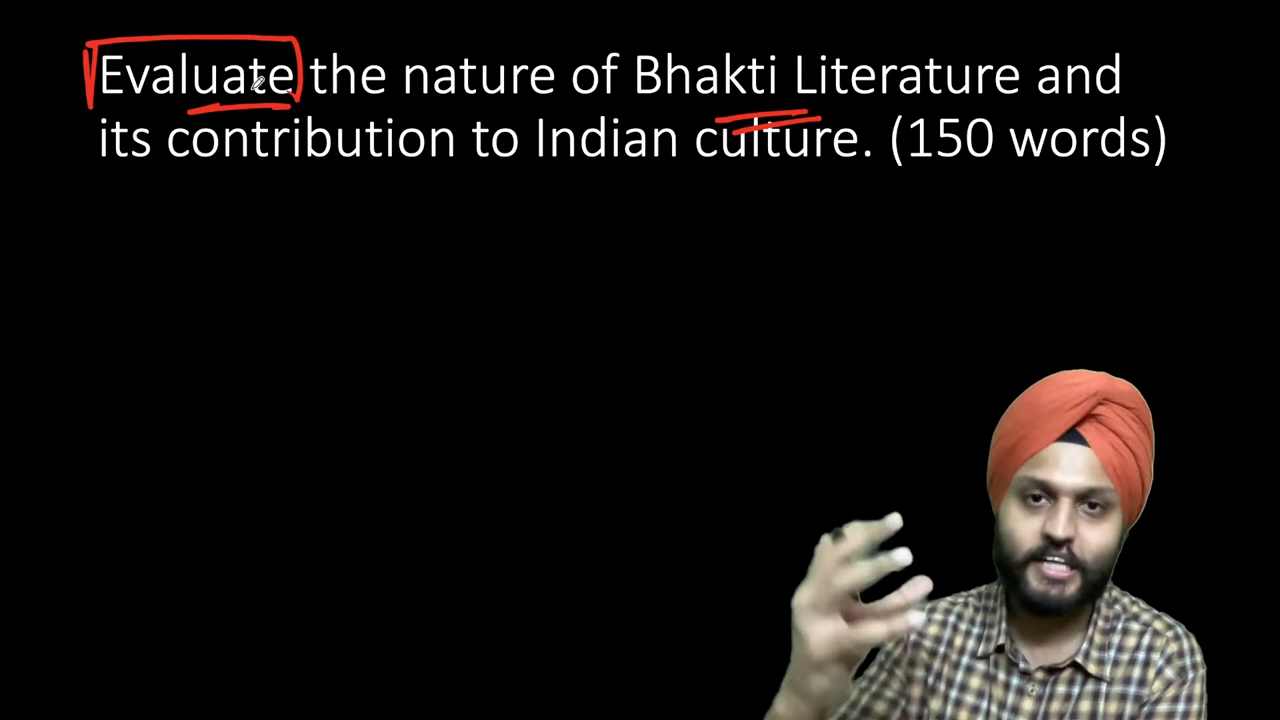 Evaluate the nature of Bhakti Literature and
its contribution to Indian culture. (150 words)